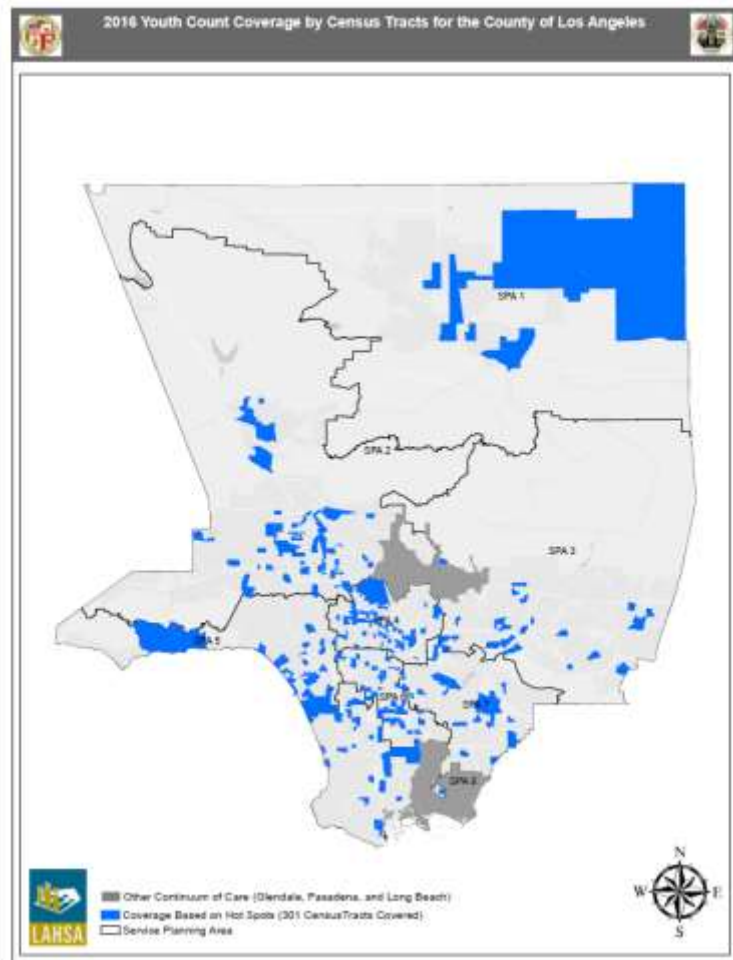 2016 Youth Count Coverage by Census Tracts for the County of Los Angeles
SPA 1
SPA 2
SPA 3
SPA 5
SPA 8
N
W
E
S
LAHSA
Other Continuum of Care (Glendale, Pasadena, and Long Beach)
Coverage Based on Hot Spots (301 CensusTracts Covered)
Service Planning Area